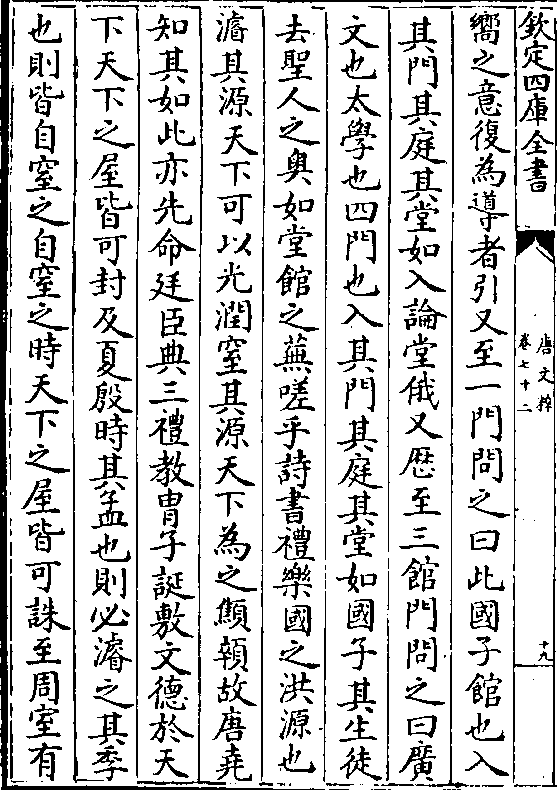 欽定四庫全書
唐文粹
卷七十二
十九
嚮之意復為導者引又至一門問之曰此國子館也入
其門其庭其堂如入論堂俄又歴至三館門問之曰廣
文也太學也四門也入其門其庭其堂如國子其生徒
去聖人之奥如堂館之蕪嗟乎詩書禮樂國之洪源也
濬其源天下可以光潤窒其源天下為之顦顇故唐堯
知其如此亦先命廷臣典三禮教胄子誕敷文德於天
下天下之屋皆可封及夏殷時其孟也則必濬之其季
也則皆自窒之自窒之時天下之屋皆可誅至周室有